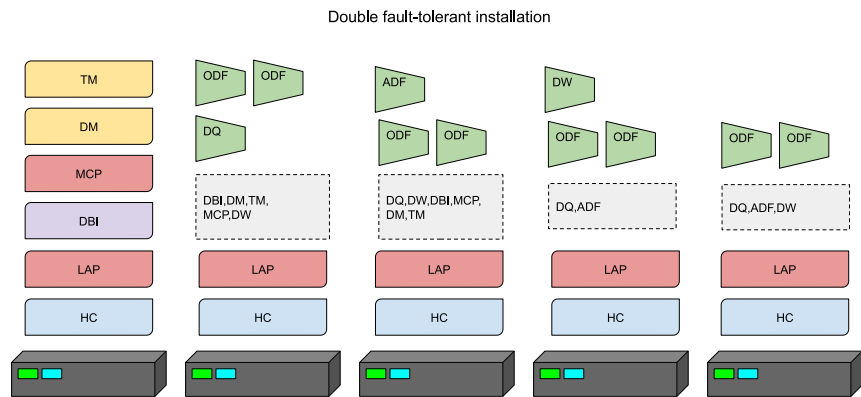 Double fault-tolerant installation
TM
DM
MCP
DBI
LAP
HC
ODF
ODF
DQ
DBI,DM,TM,
MCP,DW
LAP
HC
ADF
ODF
ODF
DQ,DW,DBI,MCP,
DM,TM
LAP
HC
DW
ODF
ODF
DQ,ADF
LAP
HC
ODF
ODF
DQ,ADF,DW
LAP
HC